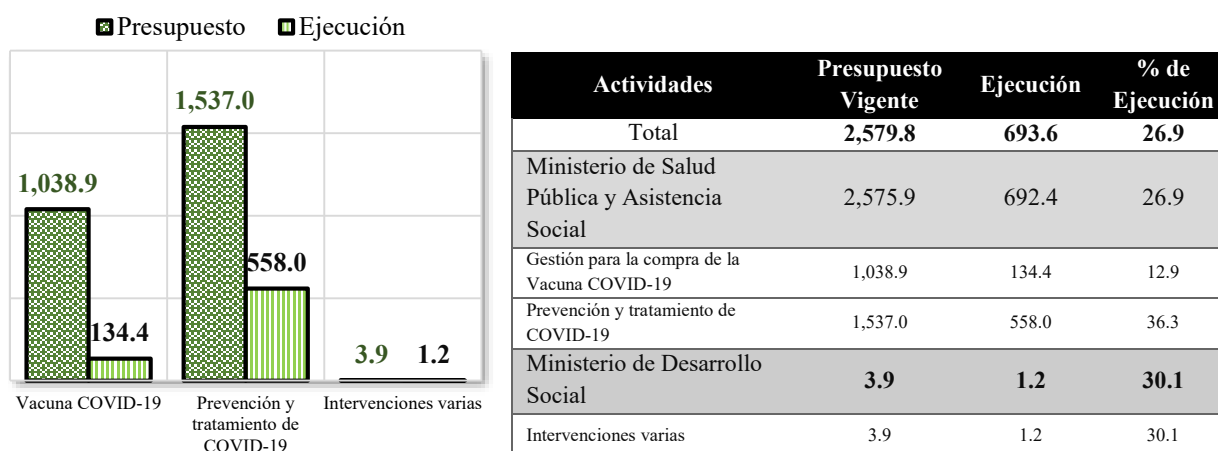 Presupuesto Ejecución
1,038.9
134.4
1,537.0
558.0
3.9 1.2
Vacuna COVID-19
Prevención y
tratamiento de
COVID-19
Intervenciones varias
Actividades Presupuesto Vigente Ejecución % de Ejecución
Total 2,579.8 693.6 26.9
Ministerio de Salud
Pública y Asistencia 2,575.9 692.4 26.9
Social
Gestión para la compra de la
Vacuna COVID-19 1,038.9 134.4 12.9
Prevención y tratamiento de
COVID-19 1,537.0 558.0 36.3
Ministerio de Desarrollo
Social 3.9 1.2 30.1
Intervenciones varias 3.9 1.2 30.1